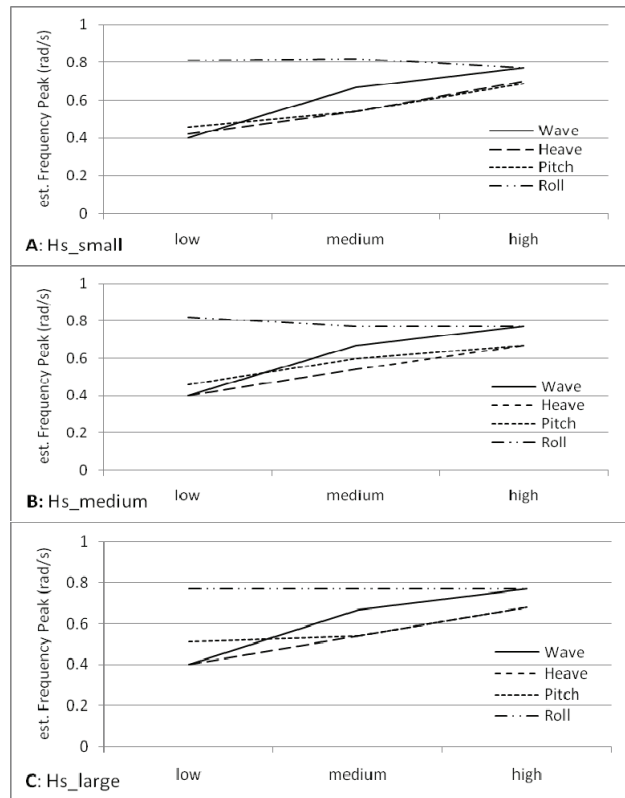 est. Frequency Peak (rad/s)
1
0.8
0.6
0.4
0.2
0
Wave
Heave
Pitch
Roll
low medium high
A: Hs_small
est. Frequency Peak (rad/s)
1
0.8
0.6
0.4
0.2
0
Wave
Heave
Pitch
Roll
low medium high
B: Hs_medium
est. Frequency Peak (rad/s)
1
0.8
0.6
0.4
0.2
0
Wave
Heave
Pitch
Roll
low medium high
C: Hs_large